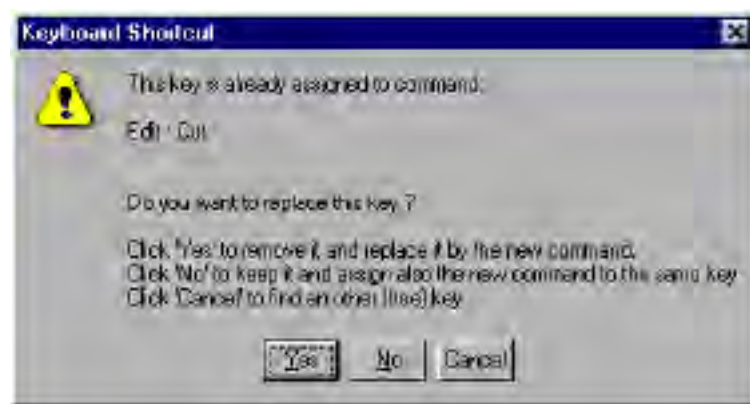 Keyboard Shortcut
This key is already assigned to command:
Edit : Cut
Do you want to replace this key ?
Click 'Yes' to remove it and replace it by the new command.
Click 'No' to keep it and assign also the new command to the same key
Click 'Cancel' to find an other (free) key
Yes
No
Cancel